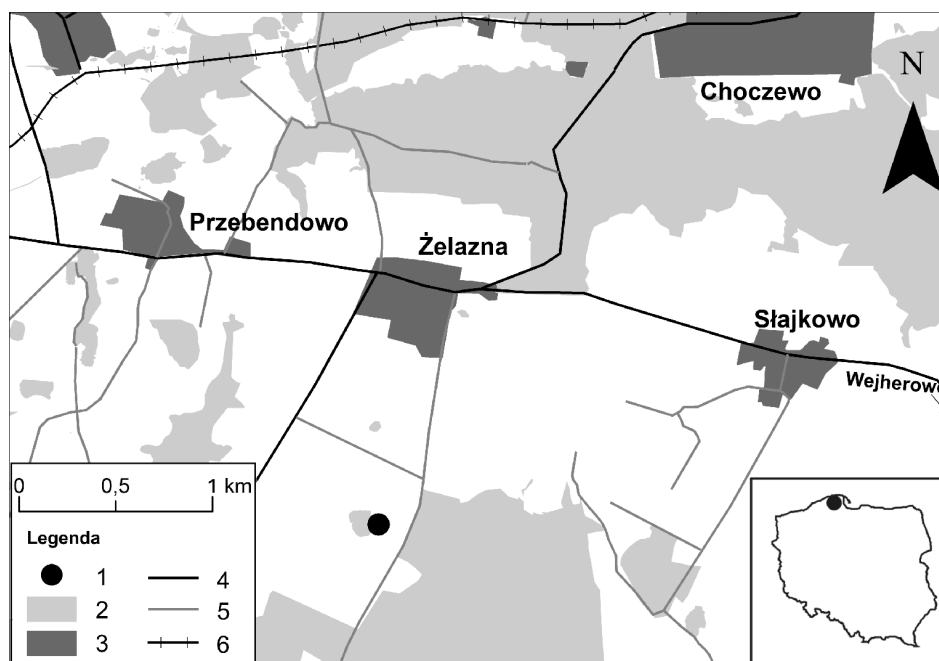 N
Choczewo
Przebendowo
Żelazna
Słajkowo
Wejherowo
0 0,5 1 km
Legenda
1 4
2 5
3 6